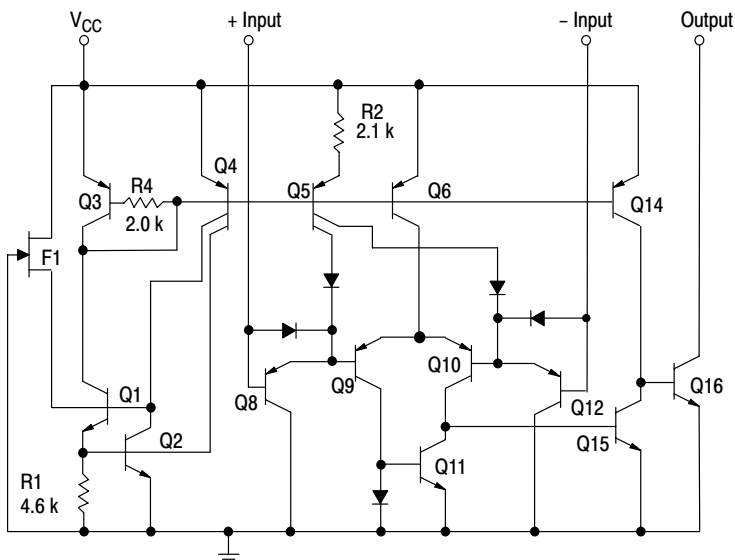 VCC
+ Input
– Input
Output
R2
2.1 k
Q4
Q3
R4
2.0 k
Q5
Q6
Q14
F1
Q1
Q2
Q8
Q9
Q10
Q12
Q16
Q15
Q11
R1
4.6 k